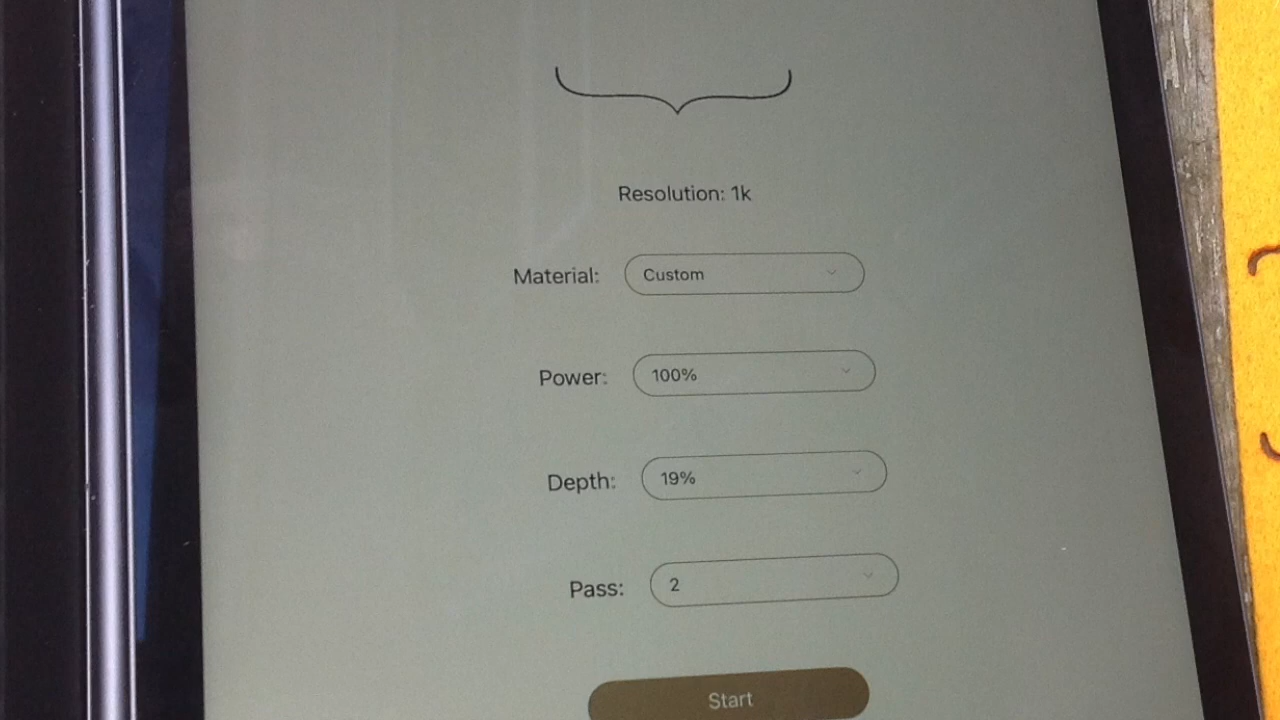 Resolution: 1k
Material: Custom
Power: 100%
Depth: 19%
Pass: 2
Start